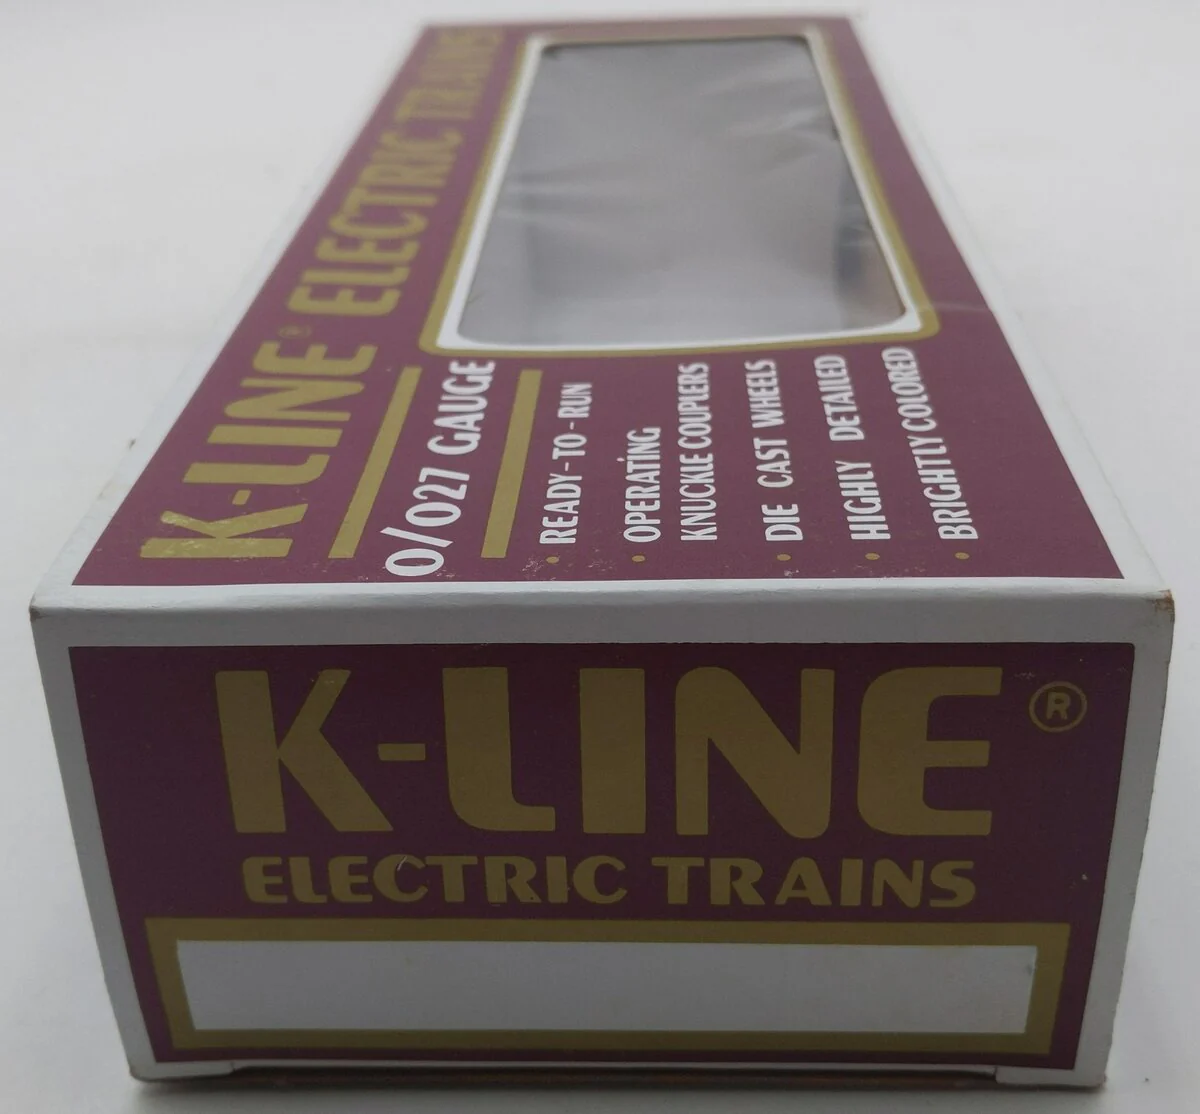 K-LINE® ELECTRIC TRAINS
O/O27 GAUGE
• READY-TO-RUN
• OPERATING
KNUCKLE COUPLERS
• DIE CAST WHEELS
• HIGHLY DETAILED
• BRIGHTLY COLORED
K-LINE®
ELECTRIC TRAINS